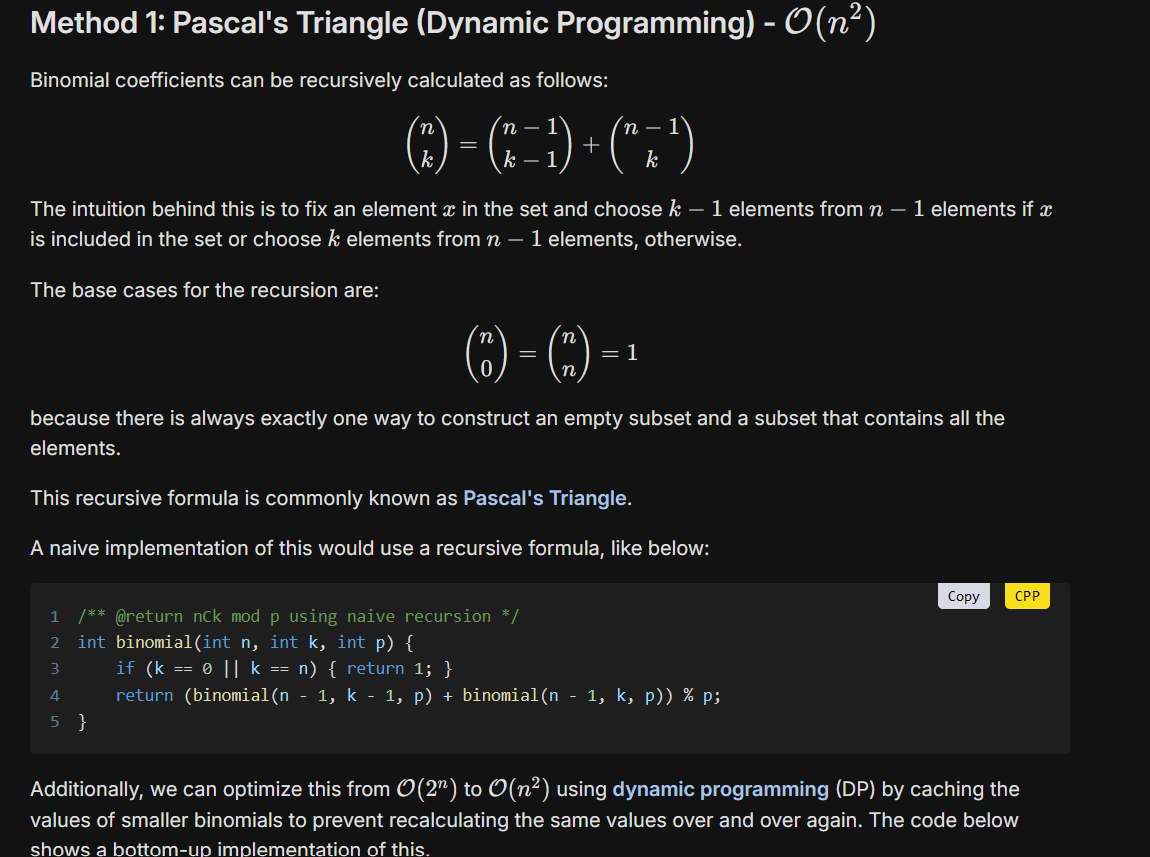 Method 1: Pascal's Triangle (Dynamic Programming) - $\mathcal{O}(n^2)$
Binomial coefficients can be recursively calculated as follows:
$\binom{n}{k} = \binom{n-1}{k-1} + \binom{n-1}{k}$
The intuition behind this is to fix an element $x$ in the set and choose $k-1$ elements from $n-1$ elements if $x$
is included in the set or choose $k$ elements from $n-1$ elements, otherwise.
The base cases for the recursion are:
$\binom{n}{0} = \binom{n}{n} = 1$
because there is always exactly one way to construct an empty subset and a subset that contains all the
elements.
This recursive formula is commonly known as Pascal's Triangle.
A naive implementation of this would use a recursive formula, like below:
Copy CPP
1 /** @return nCk mod p using naive recursion */
2 int binomial(int n, int k, int p) {
3     if (k == 0 || k == n) { return 1; }
4     return (binomial(n - 1, k - 1, p) + binomial(n - 1, k, p)) % p;
5 }
Additionally, we can optimize this from $\mathcal{O}(2^n)$ to $\mathcal{O}(n^2)$ using dynamic programming (DP) by caching the
values of smaller binomials to prevent recalculating the same values over and over again. The code below
shows a bottom-up implementation of this.